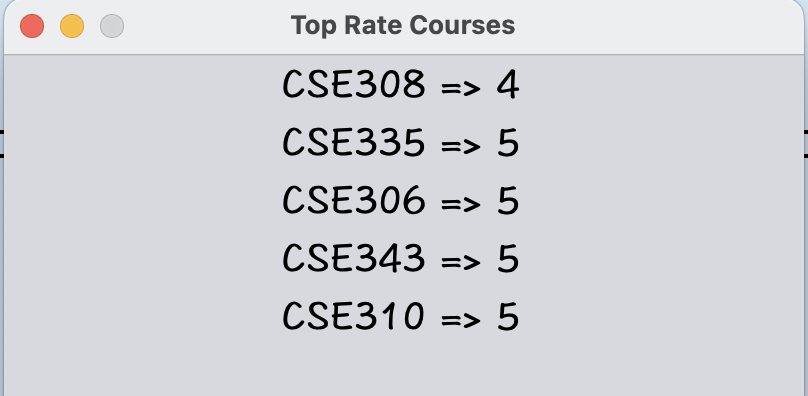 Top Rate Courses
CSE308 => 4
CSE335 => 5
CSE306 => 5
CSE343 => 5
CSE310 => 5